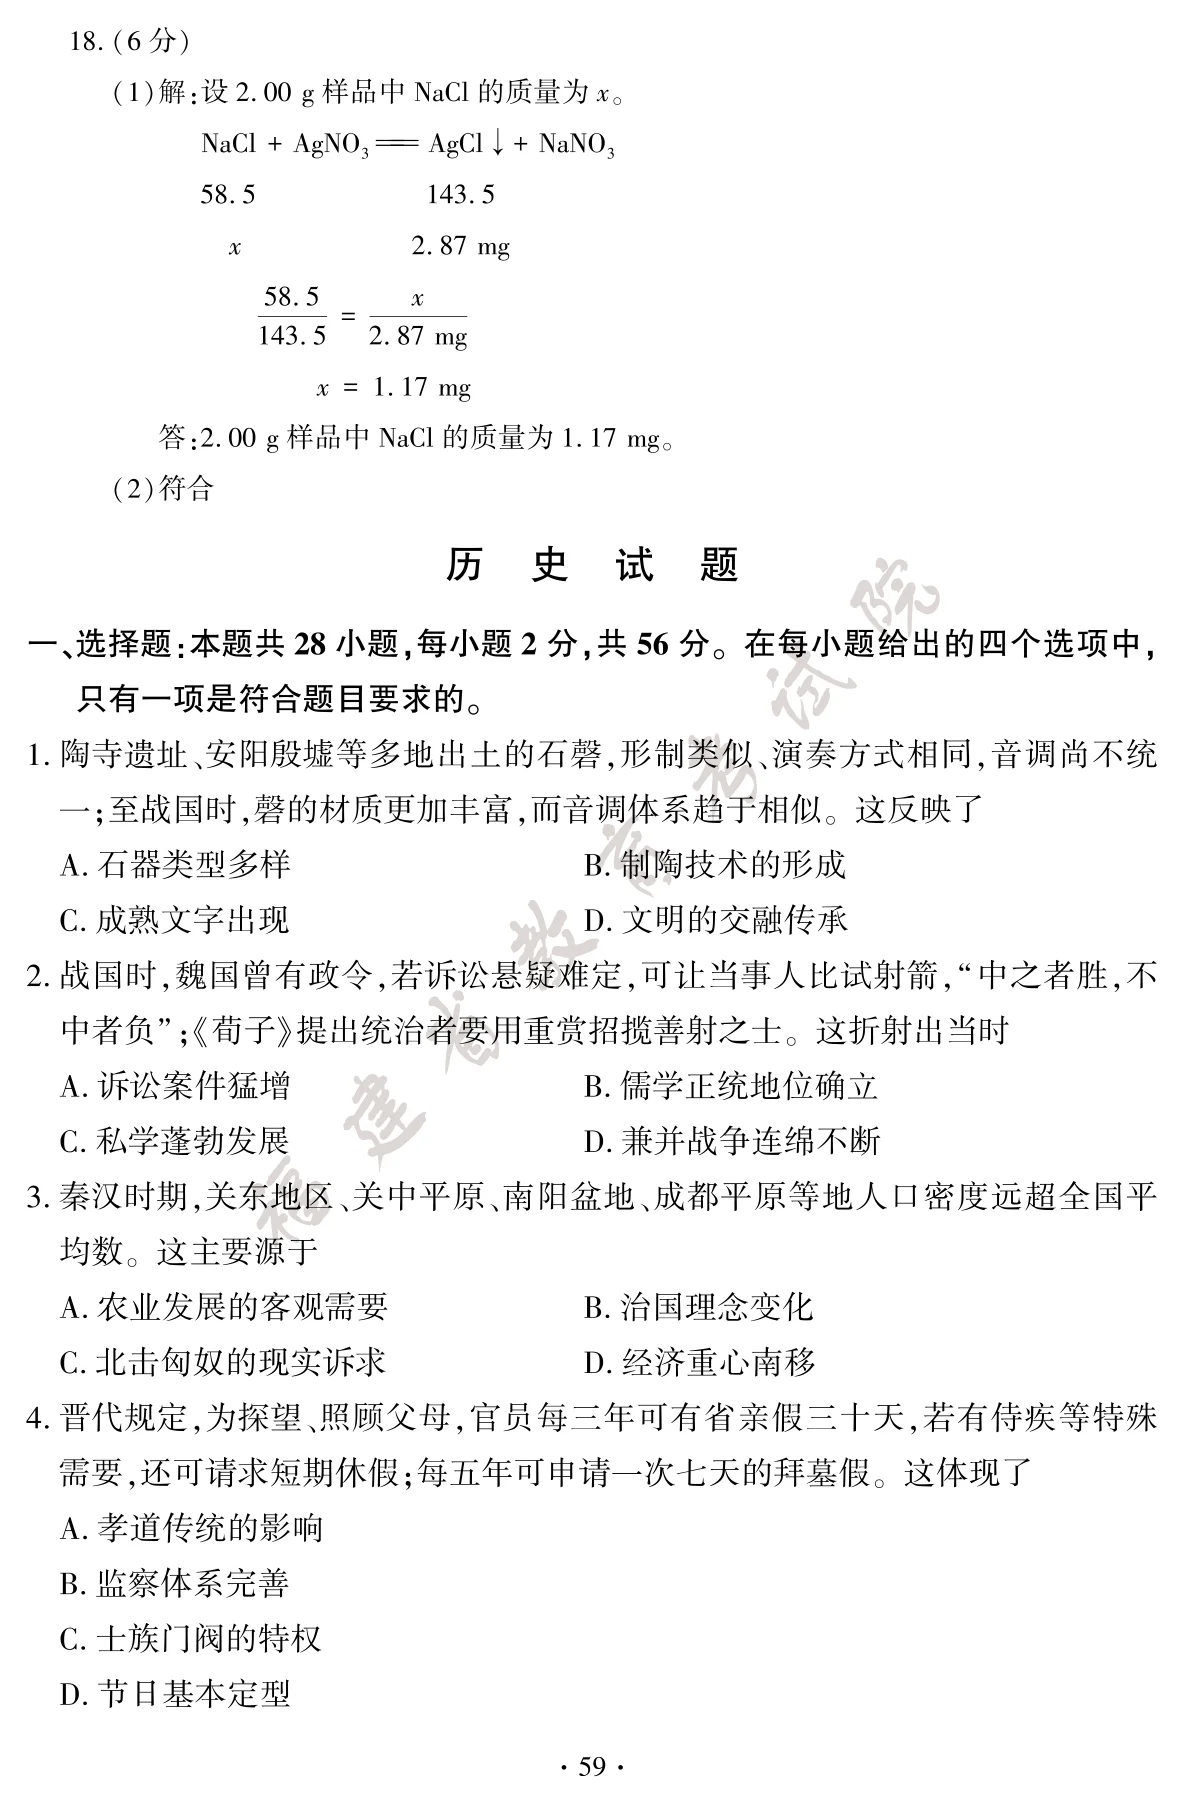 18.(6分)
(1)解:设2.00 g样品中NaCl的质量为x。
NaCl + AgNO₃ ══ AgCl↓+ NaNO₃
58.5 143.5
x 2.87 mg
58.5/143.5 = x/2.87 mg
x = 1.17 mg
答:2.00 g样品中NaCl的质量为1.17 mg。
(2)符合
历 史 试 题
一、选择题:本题共28小题,每小题2分,共56分。在每小题给出的四个选项中,
只有一项是符合题目要求的。
1. 陶寺遗址、安阳殷墟等多地出土的石磬,形制类似、演奏方式相同,音调尚不统
一;至战国时,磬的材质更加丰富,而音调体系趋于相似。这反映了
A. 石器类型多样 B. 制陶技术的形成
C. 成熟文字出现 D. 文明的交融传承
2. 战国时,魏国曾有政令,若诉讼悬疑难定,可让当事人比试射箭,“中之者胜,不
中者负”;《荀子》提出统治者要用重赏招揽善射之士。这折射出当时
A. 诉讼案件猛增 B. 儒学正统地位确立
C. 私学蓬勃发展 D. 兼并战争连绵不断
3. 秦汉时期,关东地区、关中平原、南阳盆地、成都平原等地人口密度远超全国平
均数。这主要源于
A. 农业发展的客观需要 B. 治国理念变化
C. 北击匈奴的现实诉求 D. 经济重心南移
4. 晋代规定,为探望、照顾父母,官员每三年可有省亲假三十天,若有侍疾等特殊
需要,还可请求短期休假;每五年可申请一次七天的拜墓假。这体现了
A. 孝道传统的影响
B. 监察体系完善
C. 士族门阀的特权
D. 节日基本定型
· 59 ·
福建省教育考试院